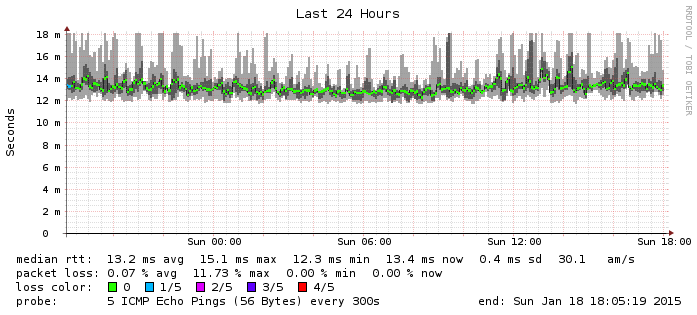 Last 24 Hours
RRDTOOL / TOBI OETIKER
Seconds
18 m
16 m
14 m
12 m
10 m
8 m
6 m
4 m
2 m
0
Sun 00:00 Sun 06:00 Sun 12:00 Sun 18:00
median rtt: 13.2 ms avg 15.1 ms max 12.3 ms min 13.4 ms now 0.4 ms sd 30.1 am/s
packet loss: 0.07 % avg 11.73 % max 0.00 % min 0.00 % now
loss color: 0 1/5 2/5 3/5 4/5
probe: 5 ICMP Echo Pings (56 Bytes) every 300s end: Sun Jan 18 18:05:19 2015